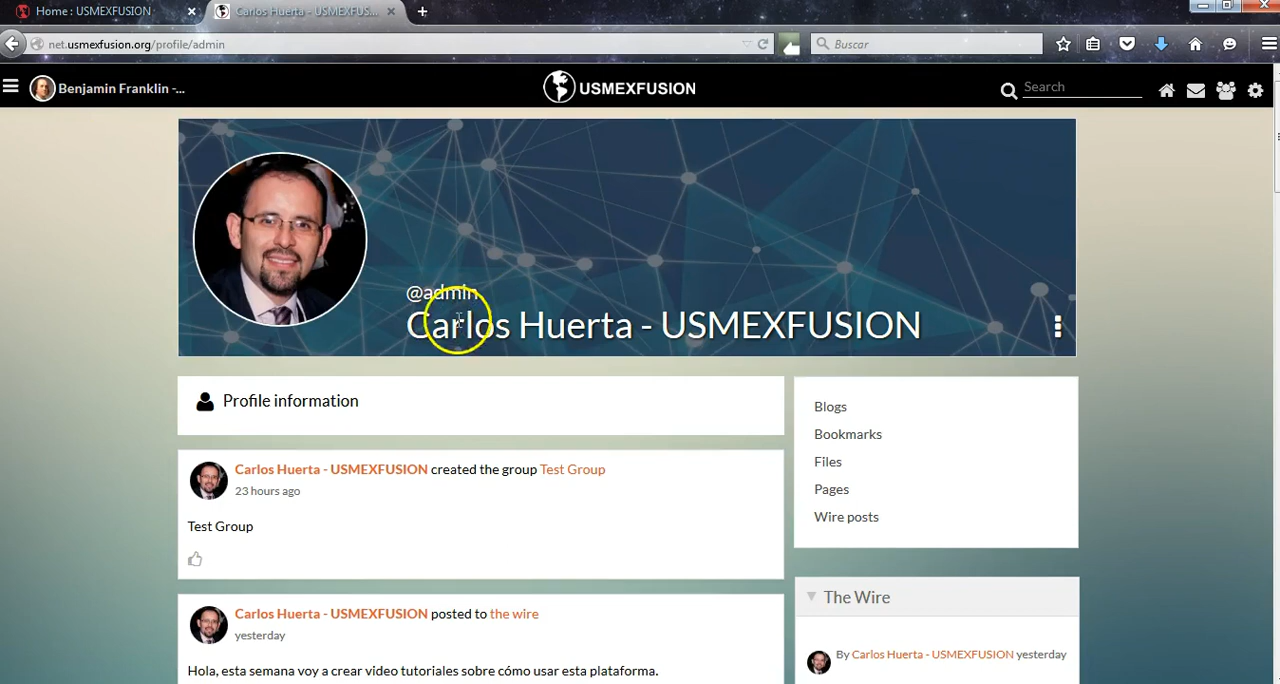 Home : USMEXFUSION
Carlos Huerta - USMEXFUS...
net.usmexfusion.org/profile/admin
Buscar
Benjamin Franklin -...
USMEXFUSION
Search
@admin
Carlos Huerta - USMEXFUSION
Profile information
Carlos Huerta - USMEXFUSION created the group Test Group
23 hours ago
Test Group
Carlos Huerta - USMEXFUSION posted to the wire
yesterday
Hola, esta semana voy a crear video tutoriales sobre cómo usar esta plataforma.
Blogs
Bookmarks
Files
Pages
Wire posts
The Wire
By Carlos Huerta - USMEXFUSION yesterday